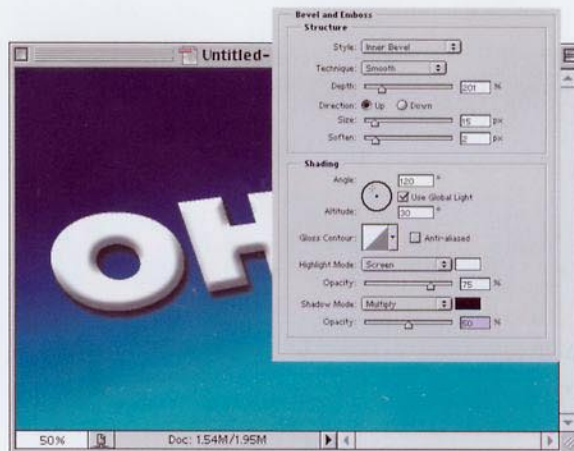 Bevel and Emboss
Structure
Style: Inner Bevel
Technique: Smooth
Depth: 201 %
Direction: Up Down
Size: 15 px
Soften: 2 px
Shading
Angle: 120 °
Use Global Light
Altitude: 30 °
Gloss Contour: Anti-aliased
Highlight Mode: Screen
Opacity: 75 %
Shadow Mode: Multiply
Opacity: 50 %
Untitled-
OH
50% Doc: 1.54M/1.95M